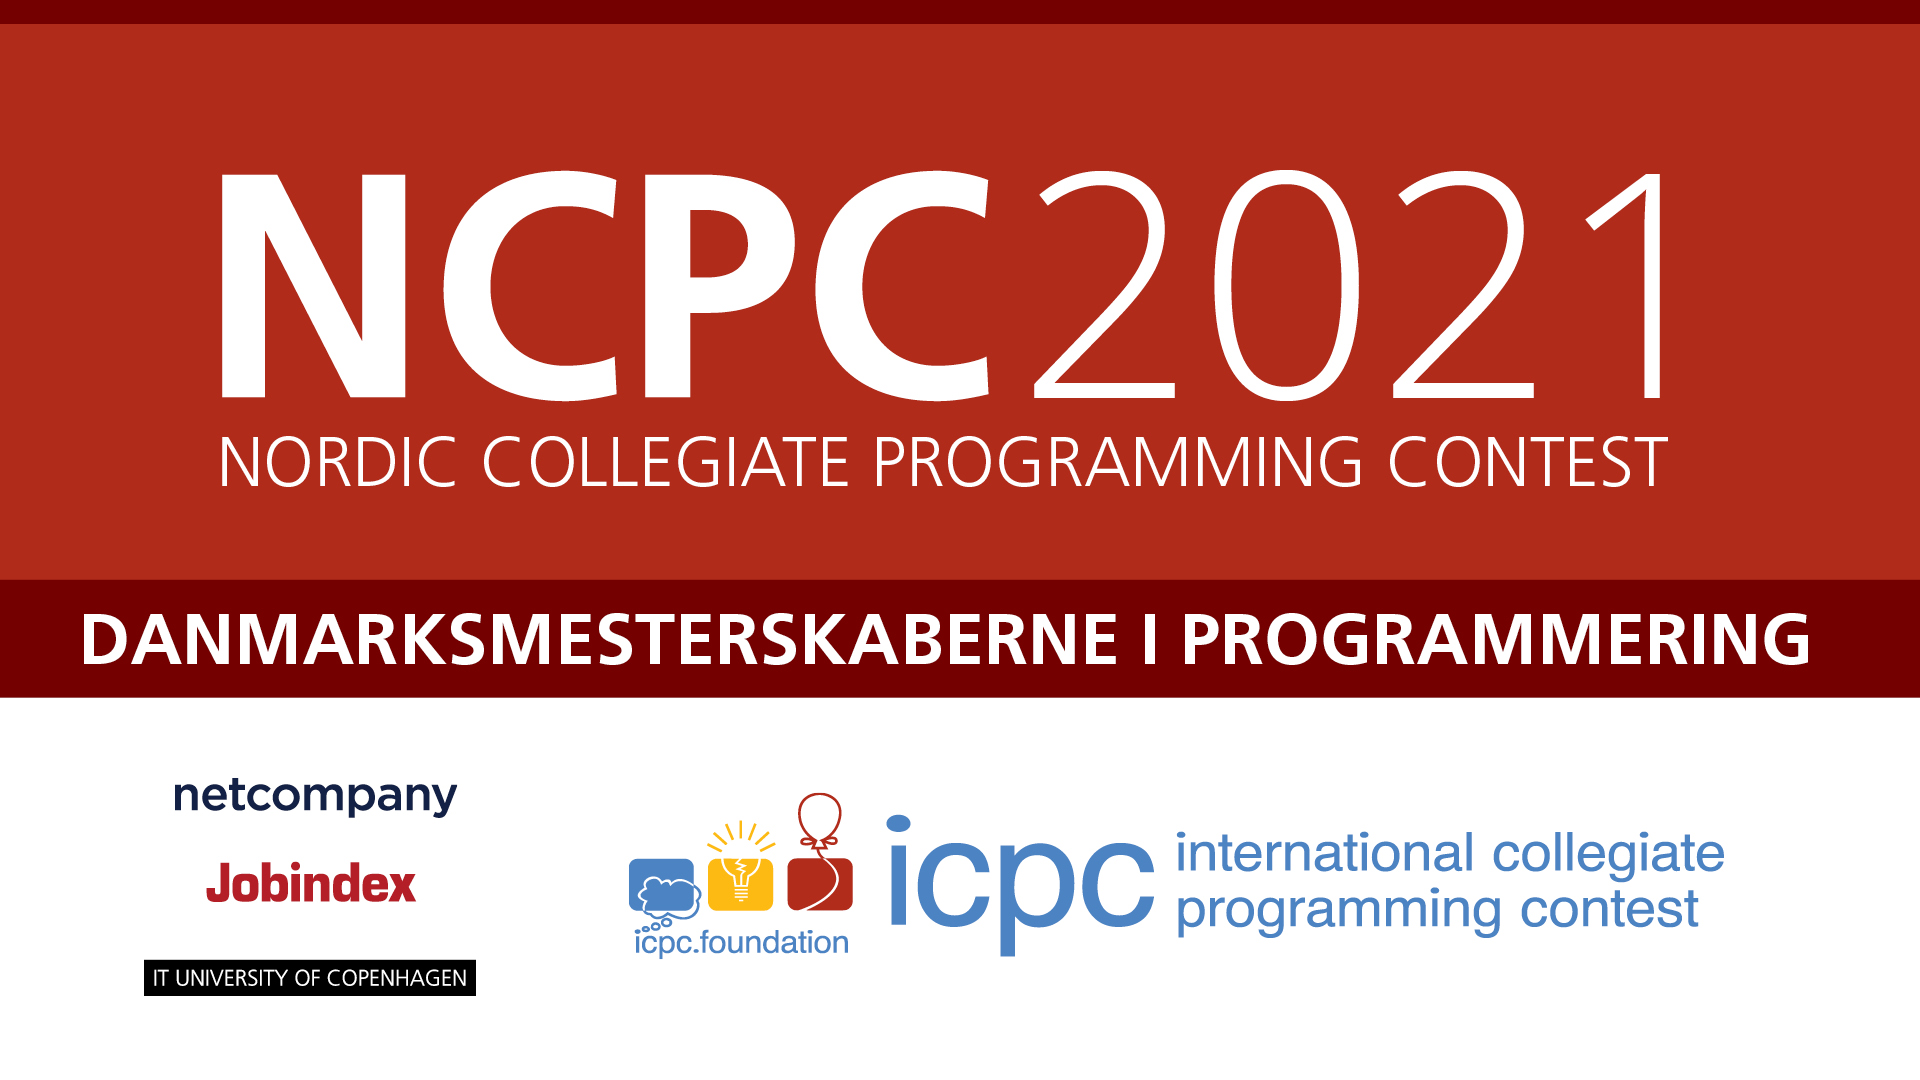 NCPC2021
NORDIC COLLEGIATE PROGRAMMING CONTEST
DANMARKSMESTERSKABERNE I PROGRAMMERING
netcompany
Jobindex
IT UNIVERSITY OF COPENHAGEN
icpc.foundation
icpc
international collegiate
programming contest